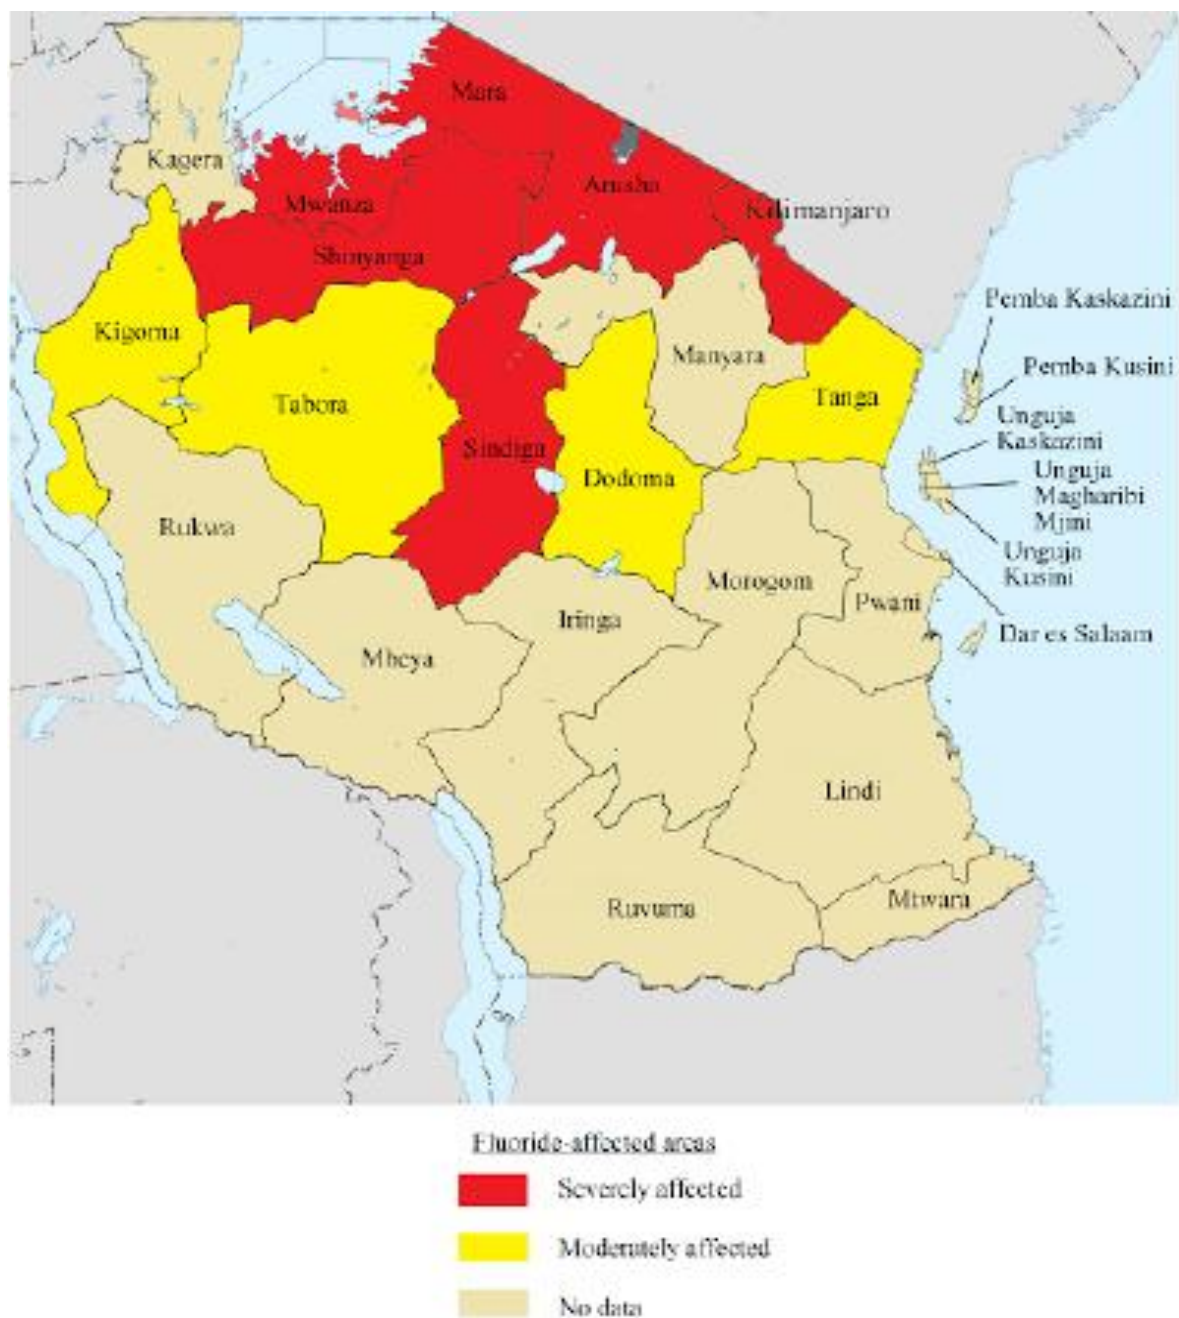 Mara
Kagera
Arusha
Mwanza
Kilimanjaro
Shinyanga
Pemba Kaskazini
Kigoma
Manyara
Pemba Kusini
Tabora
Tanga
Unguja
Kaskazini
Sindiga
Dodoma
Unguja
Magharibi
Mjini
Rukwa
Unguja
Kusini
Morogom
Pwani
Iringa
Dar es Salaam
Mbeya
Lindi
Ruvuma
Mtwara
Fluoride-affected areas
Severely affected
Moderately affected
No data